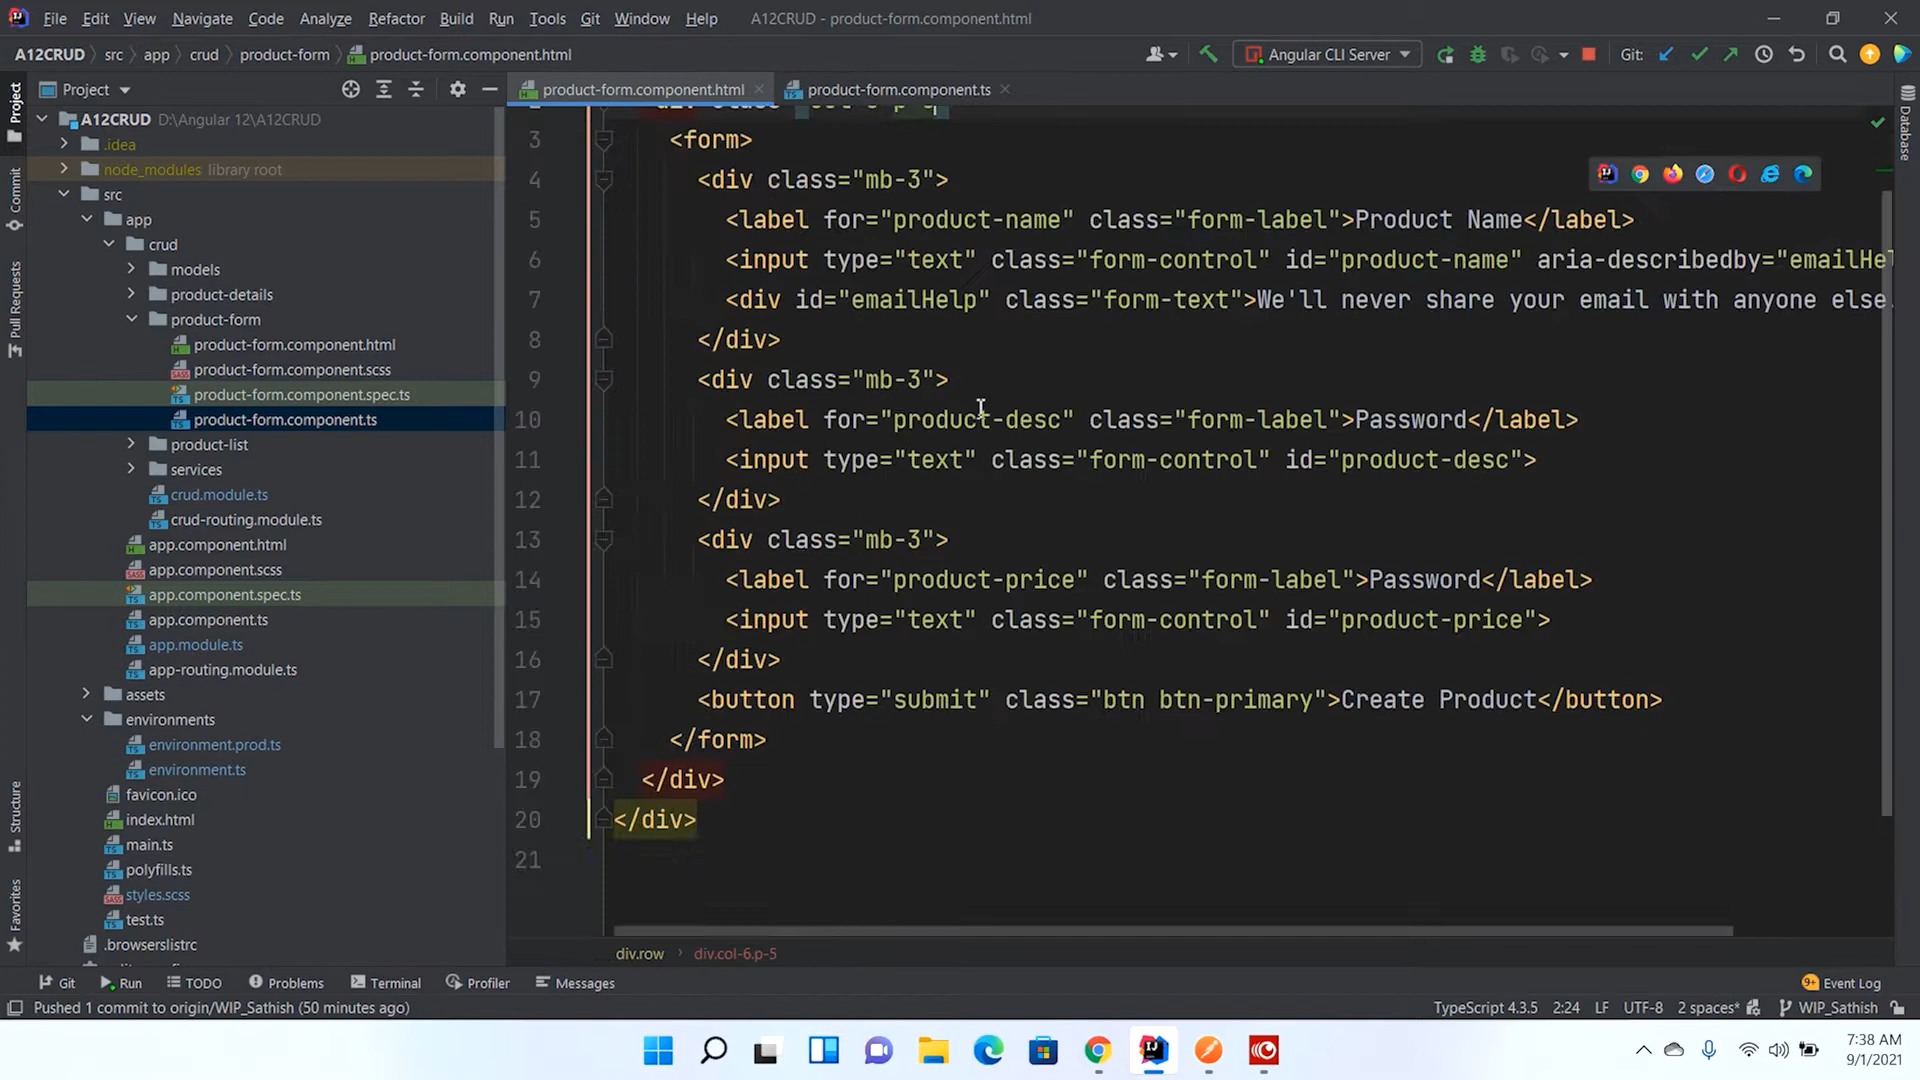 File Edit View Navigate Code Analyze Refactor Build Run Tools Git Window Help A12CRUD - product-form.component.html
A12CRUD src app crud product-form product-form.component.html Angular CLI Server Git:
Project product-form.component.html product-form.component.ts
Project
Commit
Pull Requests
Structure
Favorites
Database
A12CRUD D:\Angular 12\A12CRUD
.idea
node_modules library root
src
app
crud
models
product-details
product-form
product-form.component.html
product-form.component.scss
product-form.component.spec.ts
product-form.component.ts
product-list
services
crud.module.ts
crud-routing.module.ts
app.component.html
app.component.scss
app.component.spec.ts
app.component.ts
app.module.ts
app-routing.module.ts
assets
environments
environment.prod.ts
environment.ts
favicon.ico
index.html
main.ts
polyfills.ts
styles.scss
test.ts
.browserslistrc
3 <form>
4 <div class="mb-3">
5 <label for="product-name" class="form-label">Product Name</label>
6 <input type="text" class="form-control" id="product-name" aria-describedby="emailHel
7 <div id="emailHelp" class="form-text">We'll never share your email with anyone else.
8 </div>
9 <div class="mb-3">
10 <label for="product-desc" class="form-label">Password</label>
11 <input type="text" class="form-control" id="product-desc">
12 </div>
13 <div class="mb-3">
14 <label for="product-price" class="form-label">Password</label>
15 <input type="text" class="form-control" id="product-price">
16 </div>
17 <button type="submit" class="btn btn-primary">Create Product</button>
18 </form>
19 </div>
20 </div>
21
div.row div.col-6.p-5
Git Run TODO Problems Terminal Profiler Messages 9+ Event Log
Pushed 1 commit to origin/WIP_Sathish (50 minutes ago) TypeScript 4.3.5 2:24 LF UTF-8 2 spaces* WIP_Sathish
7:38 AM
9/1/2021